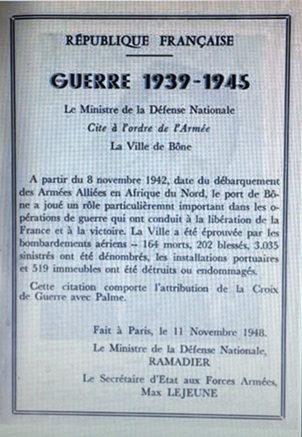 RÉPUBLIQUE FRANÇAISE
GUERRE 1939-1945
Le Ministre de la Défense Nationale
Cite à l'ordre de l'Armée
La Ville de Bône
A partir du 8 novembre 1942, date du débarquement
des Armées Alliées en Afrique du Nord, le port de Bô-
ne a joué un rôle particulièremnt important dans les o-
pérations de guerre qui ont conduit à la libération de la
France et à la victoire. La Ville a été éprouvée par les
bombardements aériens — 164 morts, 202 blessés, 3.035
sinistrés ont été dénombrés, les installations portuaires
et 519 immeubles ont été détruits ou endommagés.
Cette citation comporte l'attribution de la Croix
de Guerre avec Palme.
Fait à Paris, le 11 Novembre 1948.
Le Ministre de la Défense Nationale,
RAMADIER
Le Secrétaire d'Etat aux Forces Armées,
Max LEJEUNE